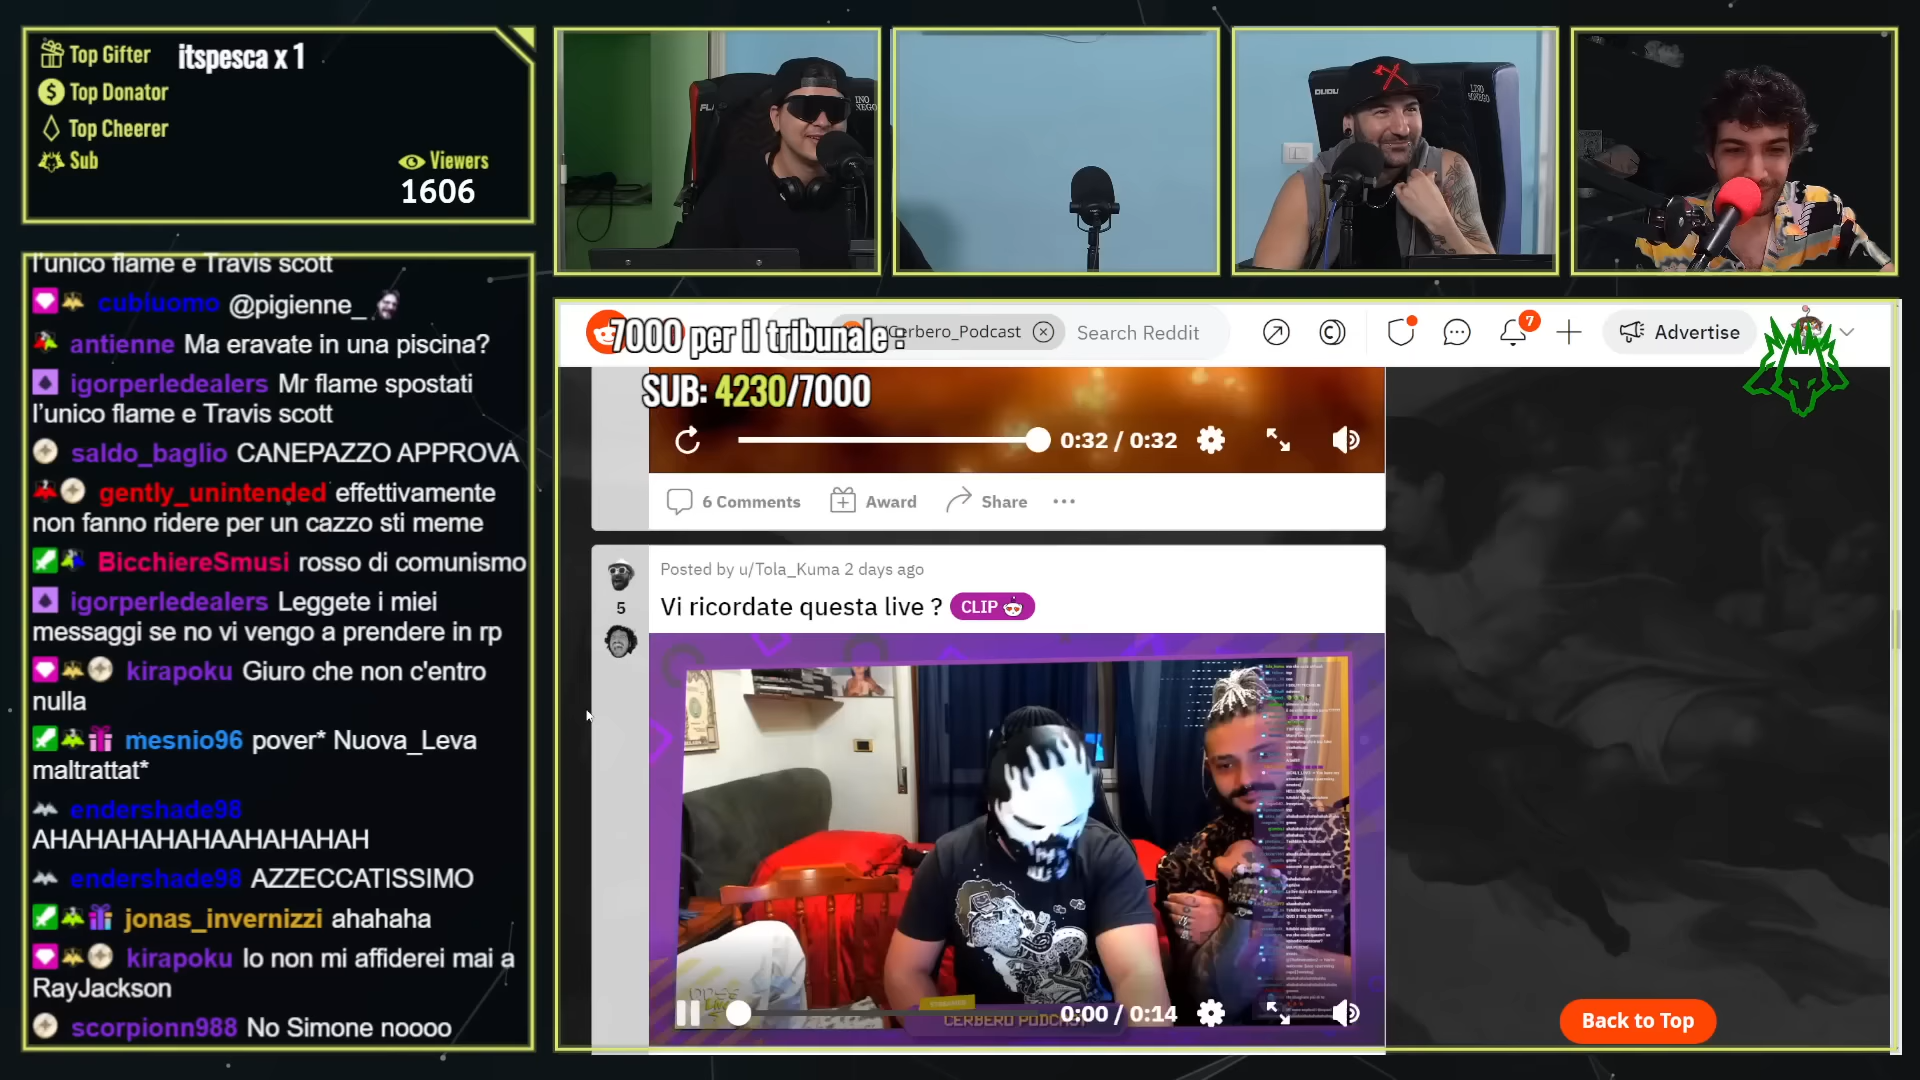 Top Gifter itspesca x 1
Top Donator
Top Cheerer
Sub
Viewers
1606
l'unico flame e Travis scott
cubluomo @pigienne_
antienne Ma eravate in una piscina?
igorperledealers Mr flame spostati
l'unico flame e Travis scott
saldo_baglio CANEPAZZO APPROVA
gently_unintended effettivamente
non fanno ridere per un cazzo sti meme
BicchiereSmusi rosso di comunismo
igorperledealers Leggete i miei
messaggi se no vi vengo a prendere in rp
kirapoku Giuro che non c'entro
nulla
mesnio96 pover* Nuova_Leva
maltrattat*
endershade98
AHAHAHAHAHAAHAHAHAH
endershade98 AZZECCATISSIMO
jonas_invernizzi ahahaha
kirapoku Io non mi affiderei mai a
RayJackson
scorpionn988 No Simone noooo
7000 per il tribunale :
SUB: 4230/7000
Cerbero_Podcast
Search Reddit
7
Advertise
0:32 / 0:32
6 Comments
Award
Share
Posted by u/Tola_Kuma 2 days ago
5
Vi ricordate questa live ? CLIP
0:00 / 0:14
CERBERO PODCAST
Back to Top